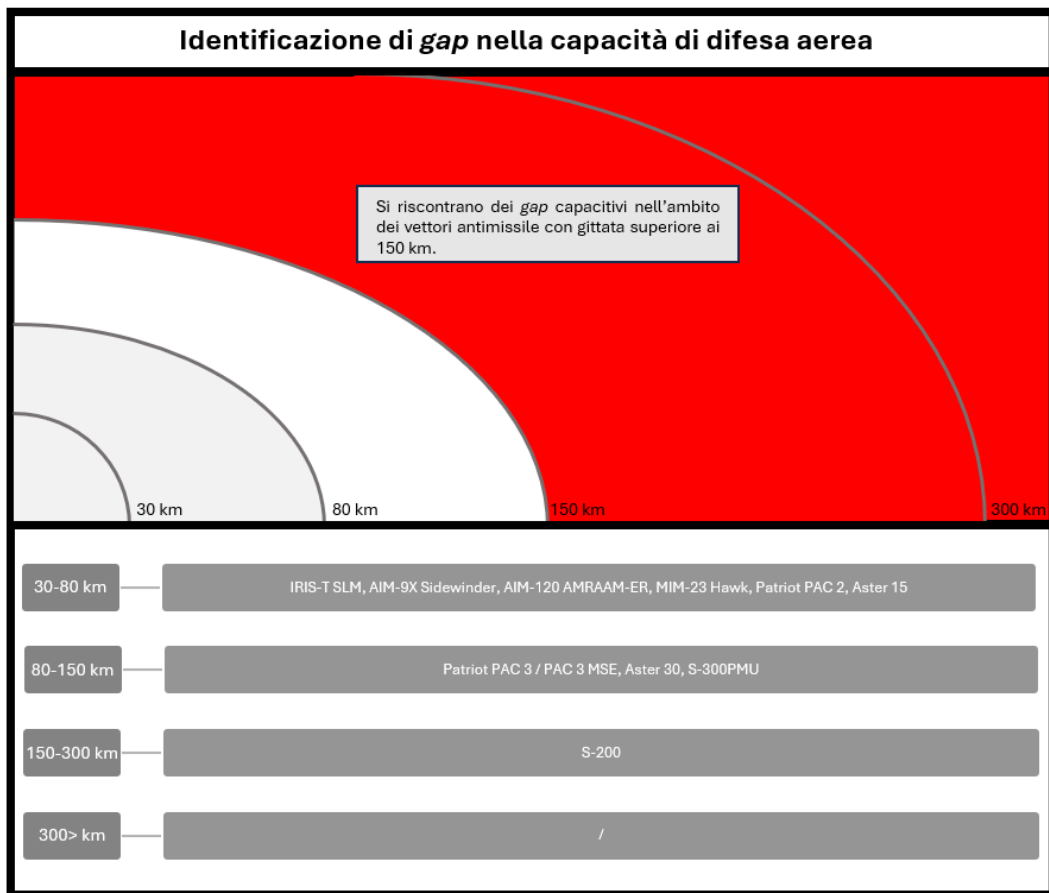 Identificazione di gap nella capacità di difesa aerea
Si riscontrano dei gap capacitivi nell'ambito
dei vettori antimissile con gittata superiore ai
150 km.
30 km
80 km
150 km
300 km
30-80 km
IRIS-T SLM, AIM-9X Sidewinder, AIM-120 AMRAAM-ER, MIM-23 Hawk, Patriot PAC 2, Aster 15
80-150 km
Patriot PAC 3 / PAC 3 MSE, Aster 30, S-300PMU
150-300 km
S-200
300> km
/